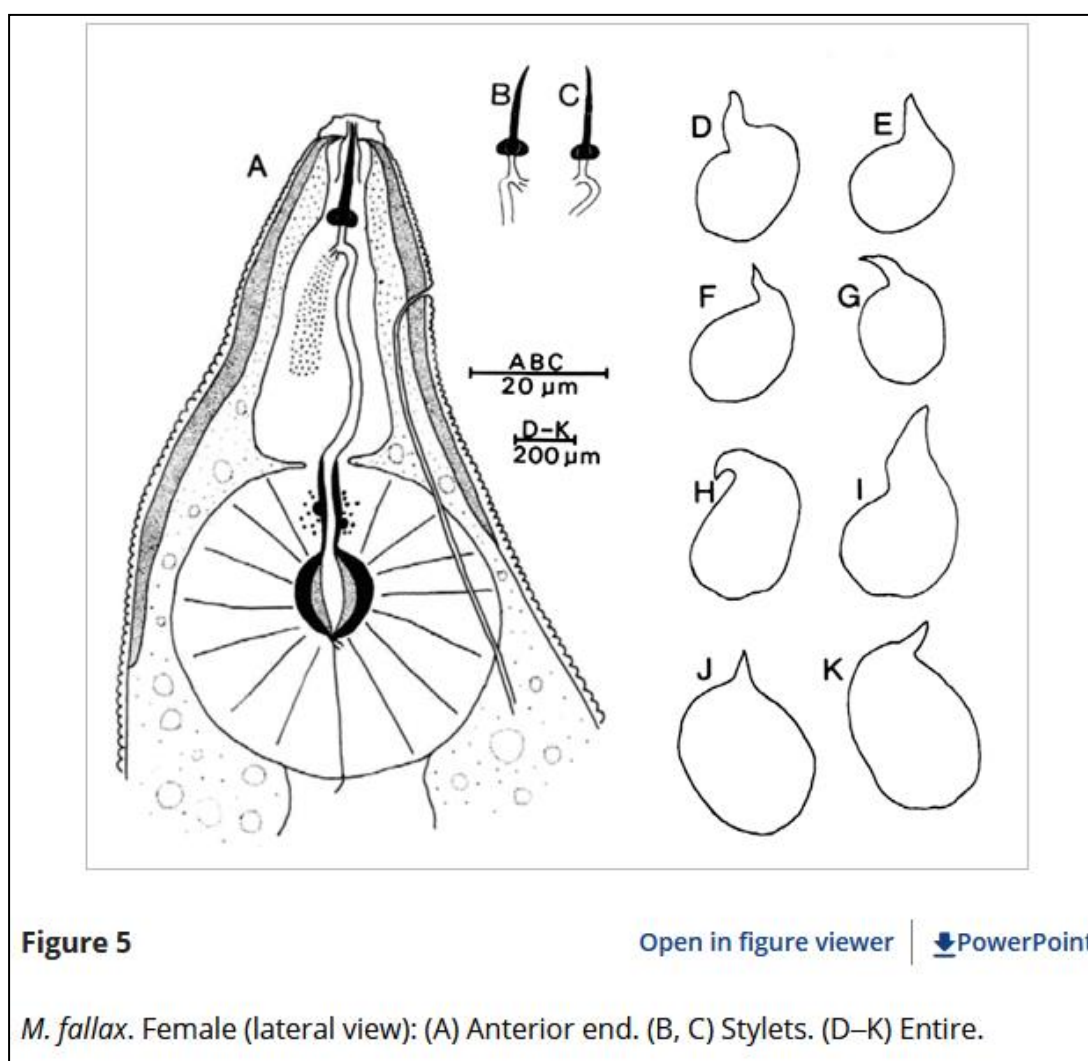 A
B
C
D
E
F
G
ABC
20 µm
D-K
200 µm
H
I
J
K
Figure 5
Open in figure viewer
PowerPoint
M. fallax. Female (lateral view): (A) Anterior end. (B, C) Stylets. (D–K) Entire.